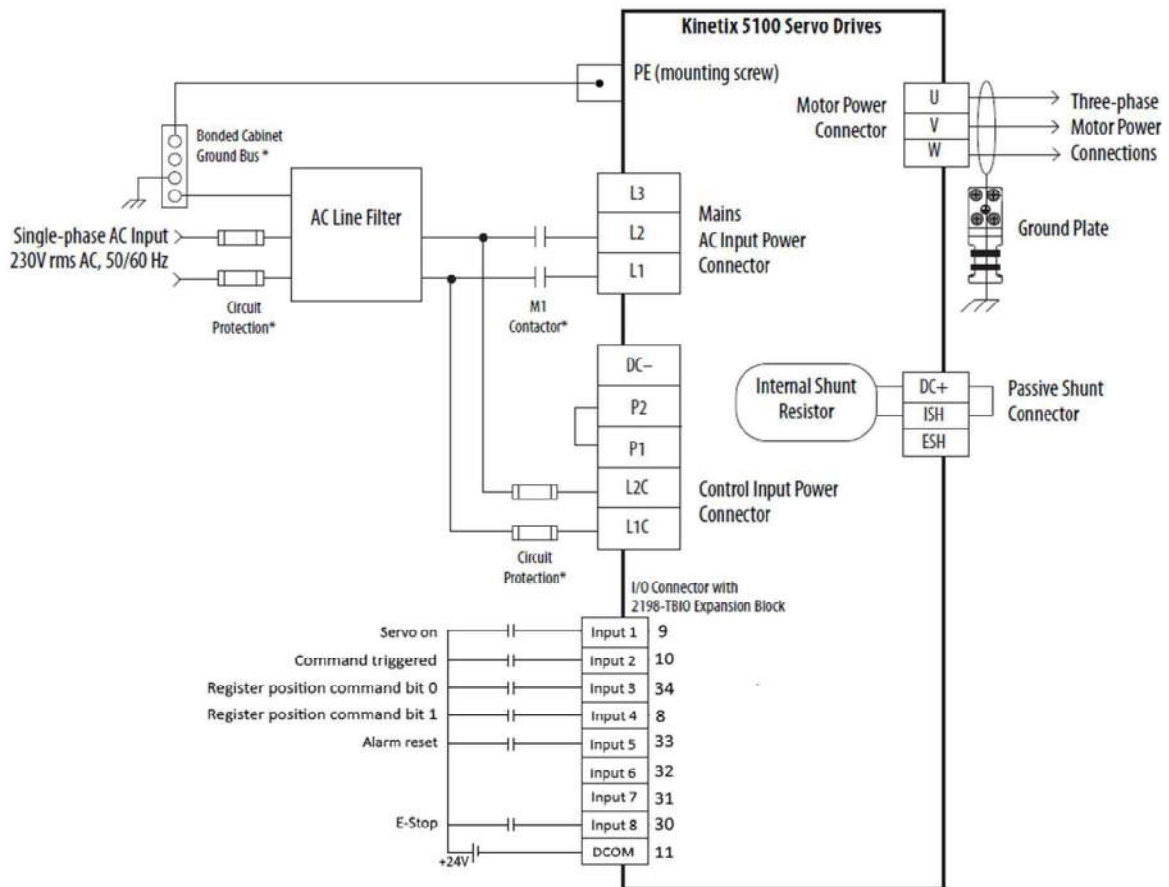 Kinetix 5100 Servo Drives
PE (mounting screw)
Bonded Cabinet
Ground Bus *
Motor Power
Connector
U
V
W
Three-phase
Motor Power
Connections
Ground Plate
Single-phase AC Input
230V rms AC, 50/60 Hz
Circuit
Protection*
AC Line Filter
M1
Contactor*
L3
L2
L1
Mains
AC Input Power
Connector
DC–
P2
P1
L2C
L1C
Control Input Power
Connector
Circuit
Protection*
Internal Shunt
Resistor
DC+
ISH
ESH
Passive Shunt
Connector
I/O Connector with
2198-TBIO Expansion Block
Servo on Input 1 9
Command triggered Input 2 10
Register position command bit 0 Input 3 34
Register position command bit 1 Input 4 8
Alarm reset Input 5 33
Input 6 32
Input 7 31
E-Stop Input 8 30
+24V DCOM 11